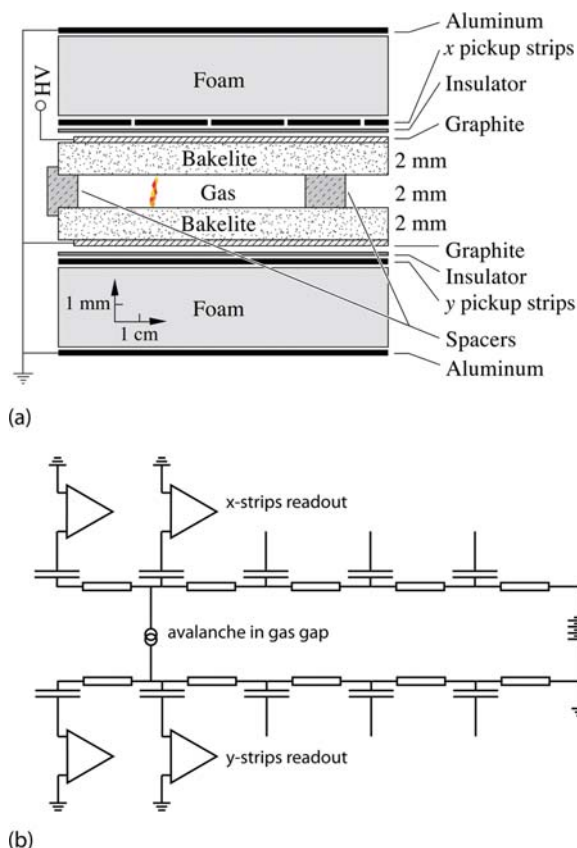 Aluminum
x pickup strips
Foam
HV
Insulator
Graphite
Bakelite
2 mm
Gas
2 mm
Bakelite
2 mm
Graphite
Insulator
y pickup strips
Foam
1 mm
1 cm
Spacers
Aluminum
(a)
x-strips readout
avalanche in gas gap
y-strips readout
(b)